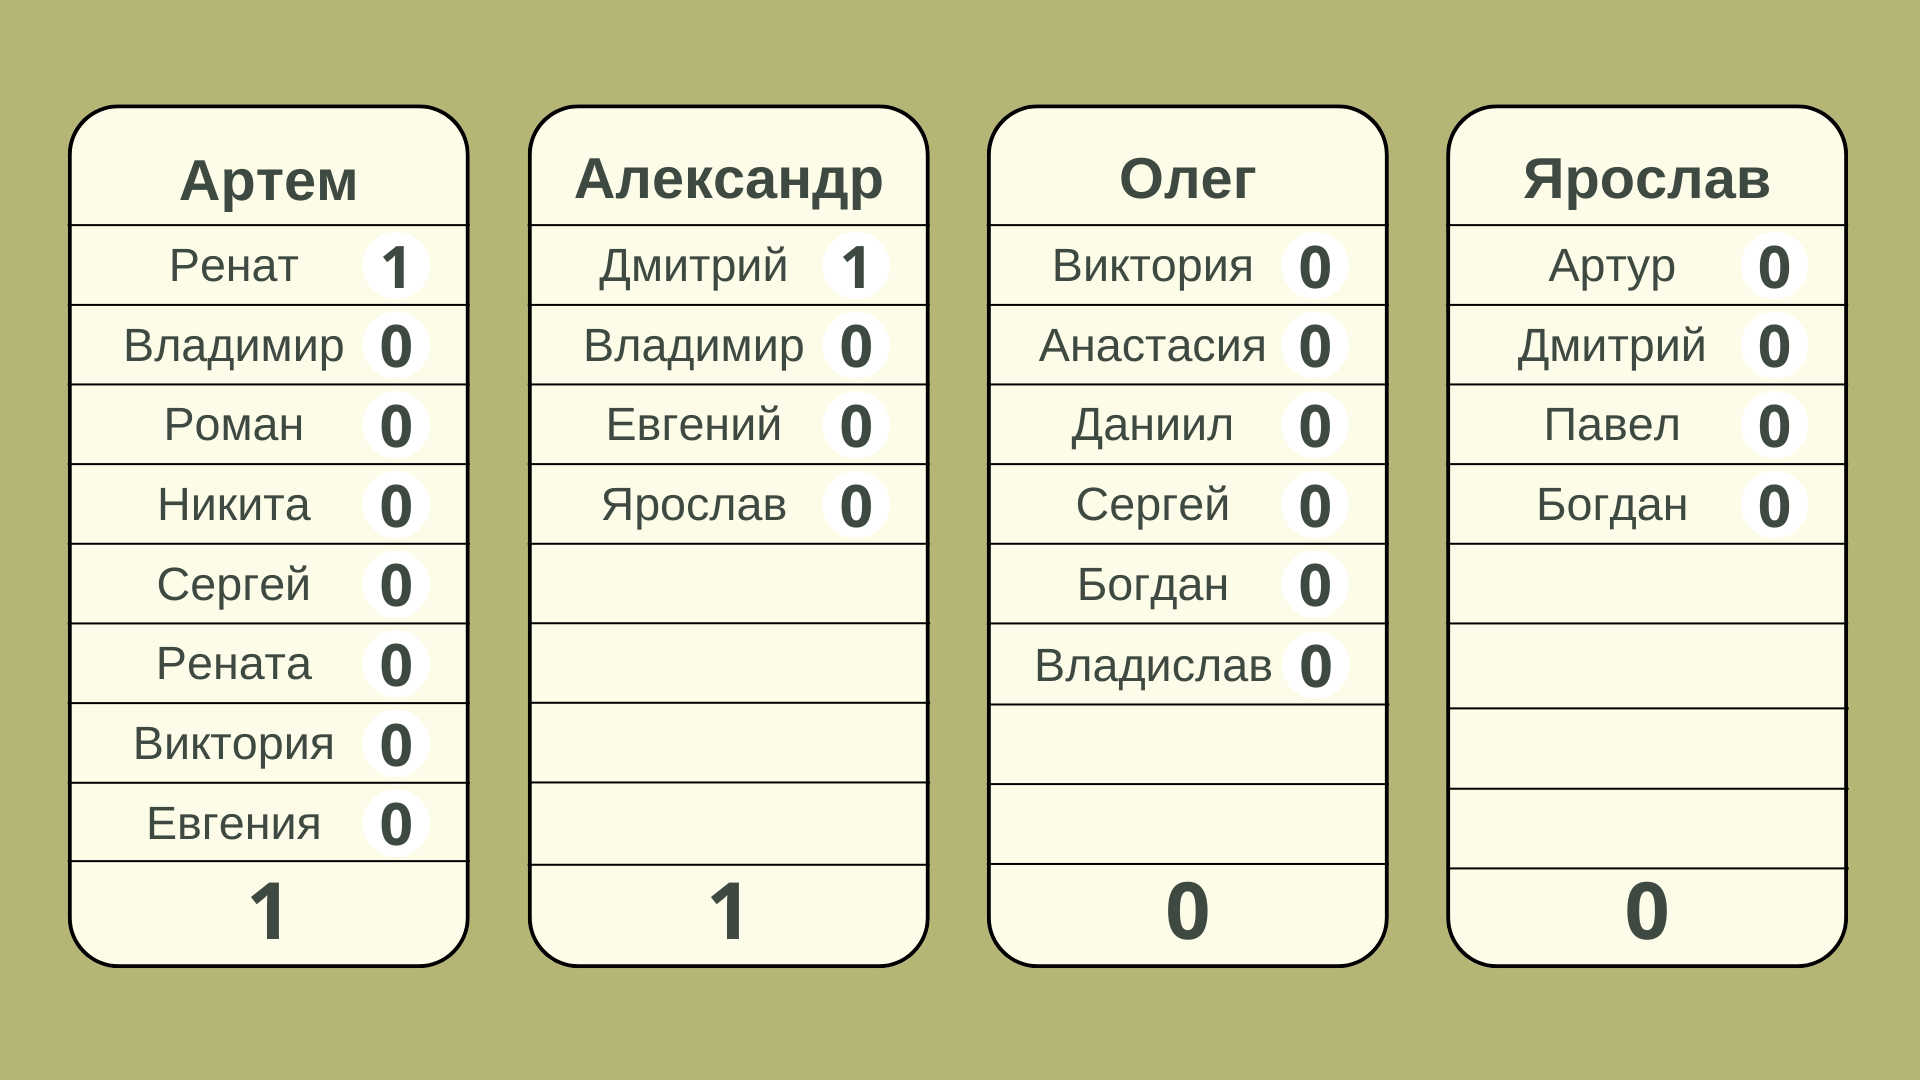 Артем
Ренат 1
Владимир 0
Роман 0
Никита 0
Сергей 0
Рената 0
Виктория 0
Евгения 0
1
Александр
Дмитрий 1
Владимир 0
Евгений 0
Ярослав 0
1
Олег
Виктория 0
Анастасия 0
Даниил 0
Сергей 0
Богдан 0
Владислав 0
0
Ярослав
Артур 0
Дмитрий 0
Павел 0
Богдан 0
0